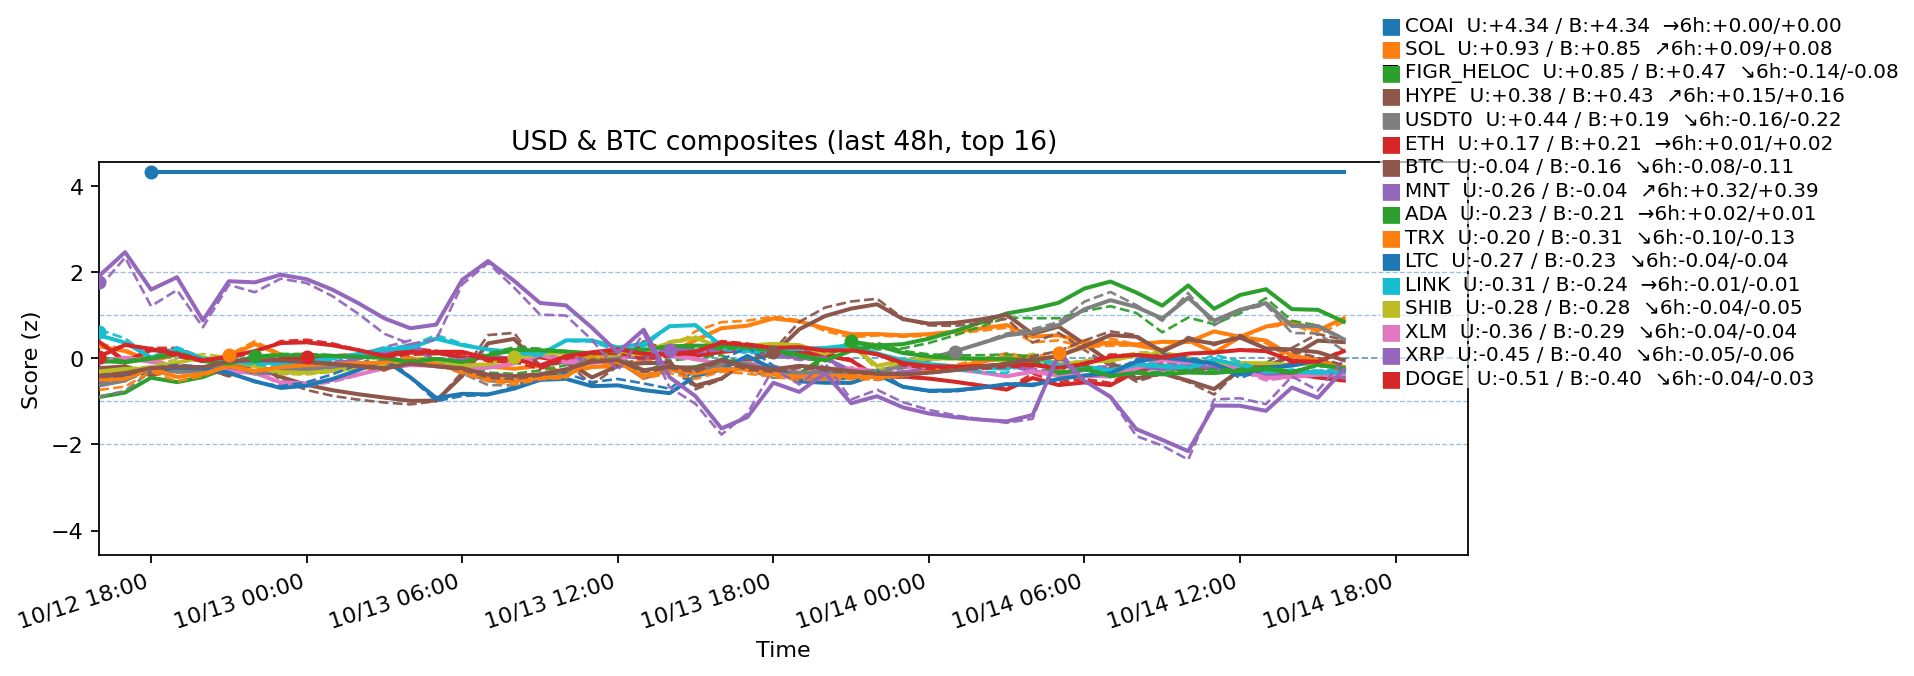 COAI U:+4.34 / B:+4.34 →6h:+0.00/+0.00
SOL U:+0.93 / B:+0.85 ↗6h:+0.09/+0.08
FIGR_HELOC U:+0.85 / B:+0.47 ↘6h:-0.14/-0.08
HYPE U:+0.38 / B:+0.43 ↗6h:+0.15/+0.16
USDT0 U:+0.44 / B:+0.19 ↘6h:-0.16/-0.22
ETH U:+0.17 / B:+0.21 →6h:+0.01/+0.02
BTC U:-0.04 / B:-0.16 ↘6h:-0.08/-0.11
MNT U:-0.26 / B:-0.04 ↗6h:+0.32/+0.39
ADA U:-0.23 / B:-0.21 →6h:+0.02/+0.01
TRX U:-0.20 / B:-0.31 ↘6h:-0.10/-0.13
LTC U:-0.27 / B:-0.23 ↘6h:-0.04/-0.04
LINK U:-0.31 / B:-0.24 →6h:-0.01/-0.01
SHIB U:-0.28 / B:-0.28 ↘6h:-0.04/-0.05
XLM U:-0.36 / B:-0.29 ↘6h:-0.04/-0.04
XRP U:-0.45 / B:-0.40 ↘6h:-0.05/-0.06
DOGE U:-0.51 / B:-0.40 ↘6h:-0.04/-0.03
USD & BTC composites (last 48h, top 16)
Score (z)
4
2
0
−2
−4
10/12 18:00
10/13 00:00
10/13 06:00
10/13 12:00
10/13 18:00
10/14 00:00
10/14 06:00
10/14 12:00
10/14 18:00
Time